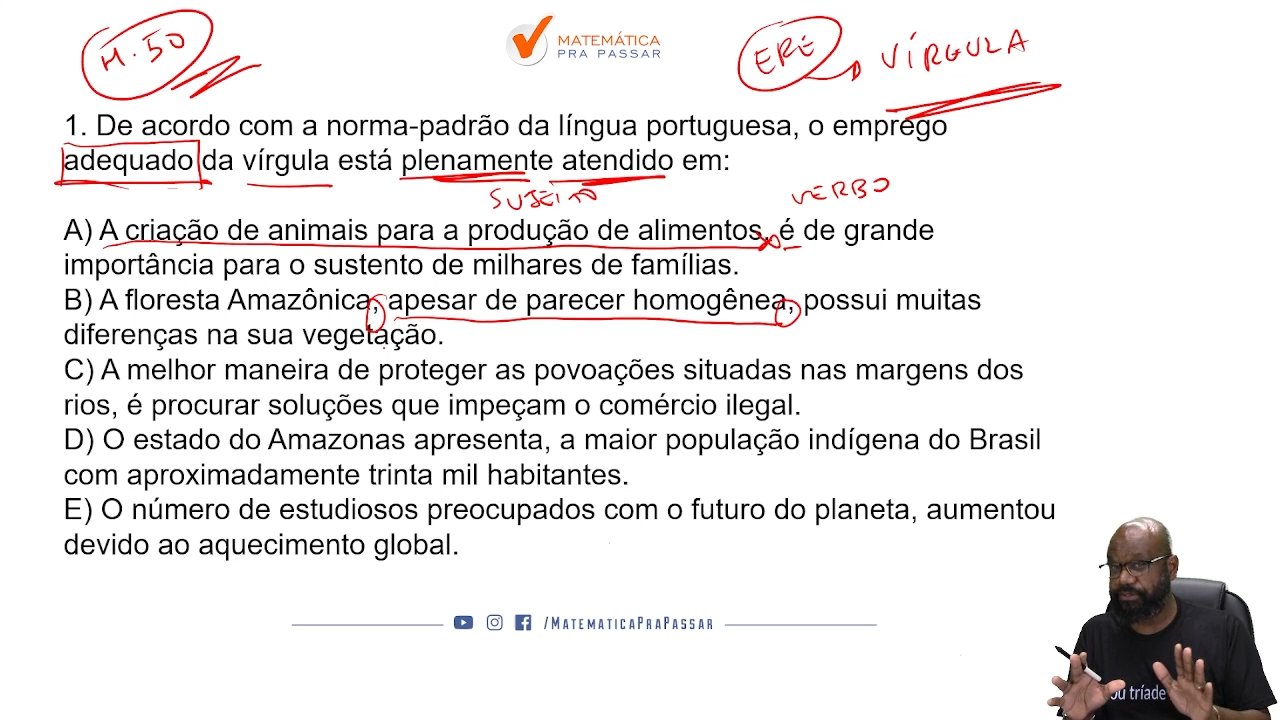 M.50
MATEMÁTICA
PRA PASSAR
ERE
VÍRGULA
1. De acordo com a norma-padrão da língua portuguesa, o emprego
adequado da vírgula está plenamente atendido em:
SUJEITO
VERBO
A) A criação de animais para a produção de alimentos, é de grande
importância para o sustento de milhares de famílias.
B) A floresta Amazônica, apesar de parecer homogênea, possui muitas
diferenças na sua vegetação.
C) A melhor maneira de proteger as povoações situadas nas margens dos
rios, é procurar soluções que impeçam o comércio ilegal.
D) O estado do Amazonas apresenta, a maior população indígena do Brasil
com aproximadamente trinta mil habitantes.
E) O número de estudiosos preocupados com o futuro do planeta, aumentou
devido ao aquecimento global.
/MATEMATICAPRAPASSAR
ou tríade